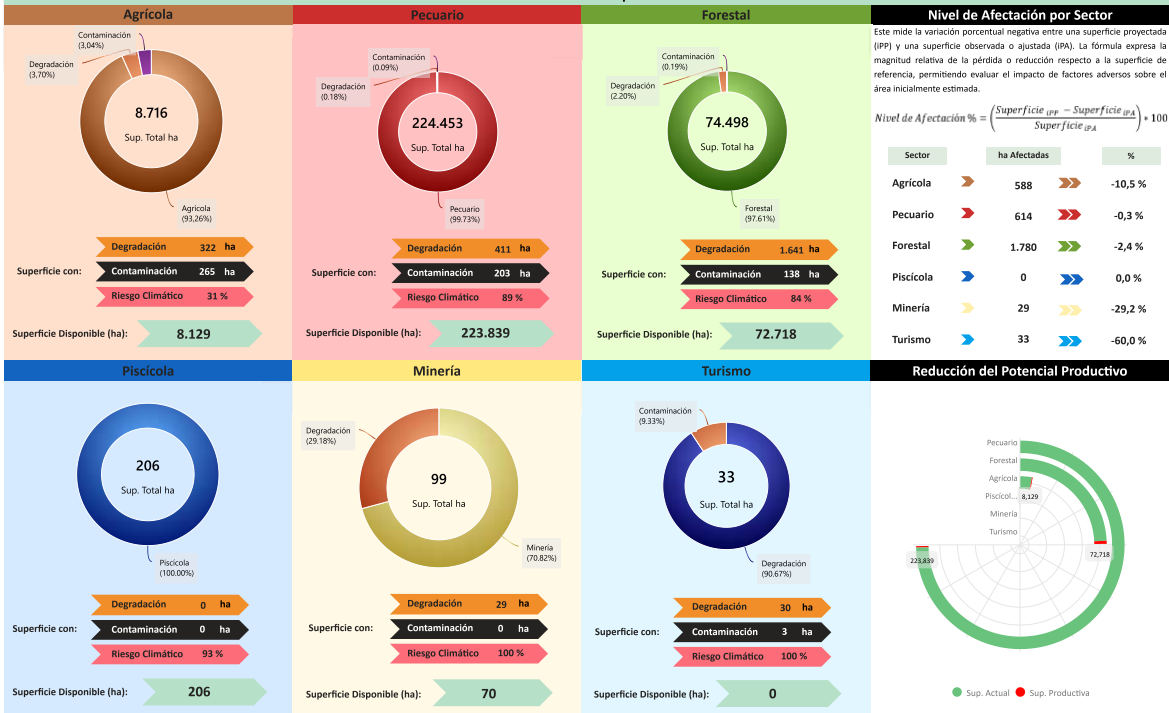 Agrícola
Contaminación
(3,04%)
Degradación
(3,70%)
8.716
Sup. Total ha
Agrícola
(93,26%)
Superficie con:
Degradación 322 ha
Contaminación 265 ha
Riesgo Climático 31 %
Superficie Disponible (ha): 8.129
Pecuario
Contaminación
(0.09%)
Degradación
(0.18%)
224.453
Sup. Total ha
Pecuario
(99.73%)
Superficie con:
Degradación 411 ha
Contaminación 203 ha
Riesgo Climático 89 %
Superficie Disponible (ha): 223.839
Forestal
Contaminación
(0.19%)
Degradación
(2.20%)
74.498
Sup. Total ha
Forestal
(97.61%)
Superficie con:
Degradación 1.641 ha
Contaminación 138 ha
Riesgo Climático 84 %
Superficie Disponible (ha): 72.718
Nivel de Afectación por Sector
Este mide la variación porcentual negativa entre una superficie proyectada
(iPP) y una superficie observada o ajustada (iPA). La fórmula expresa la
magnitud relativa de la pérdida o reducción respecto a la superficie de
referencia, permitiendo evaluar el impacto de factores adversos sobre el
área inicialmente estimada.
Nivel de Afectación % = (Superficie iPP − Superficie iPA / Superficie iPA) * 100
Sector ha Afectadas %
Agrícola 588 -10,5 %
Pecuario 614 -0,3 %
Forestal 1.780 -2,4 %
Piscícola 0 0,0 %
Minería 29 -29,2 %
Turismo 33 -60,0 %
Piscícola
206
Sup. Total ha
Piscícola
(100.00%)
Superficie con:
Degradación 0 ha
Contaminación 0 ha
Riesgo Climático 93 %
Superficie Disponible (ha): 206
Minería
Degradación
(29.18%)
99
Sup. Total ha
Minería
(70.82%)
Superficie con:
Degradación 29 ha
Contaminación 0 ha
Riesgo Climático 100 %
Superficie Disponible (ha): 70
Turismo
Contaminación
(9.33%)
33
Sup. Total ha
Degradación
(90.67%)
Superficie con:
Degradación 30 ha
Contaminación 3 ha
Riesgo Climático 100 %
Superficie Disponible (ha): 0
Reducción del Potencial Productivo
Pecuario
Forestal
Agrícola
Piscícol...
Minería
Turismo
8,129
72,718
223,839
Sup. Actual Sup. Productiva